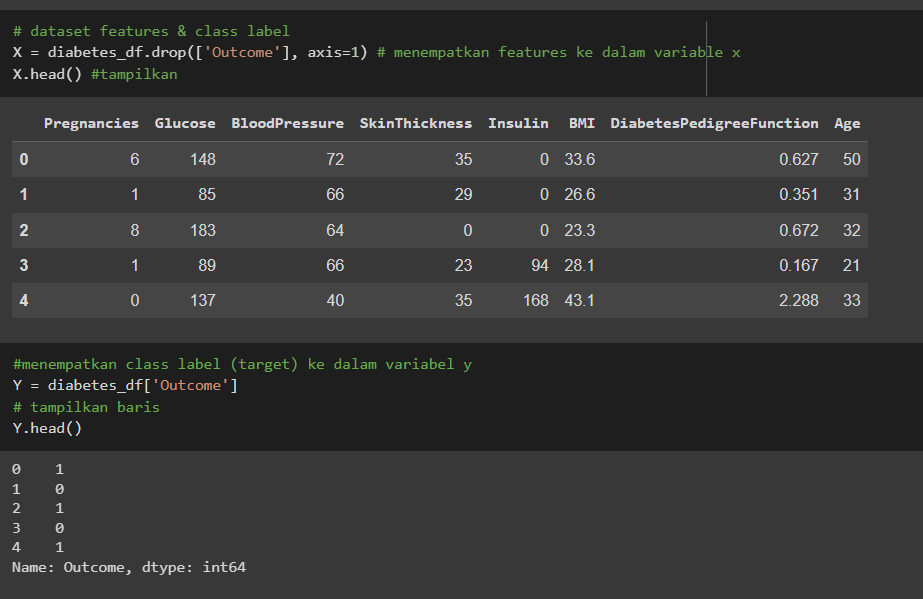 # dataset features & class label
X = diabetes_df.drop(['Outcome'], axis=1) # menempatkan features ke dalam variable x
X.head() #tampilkan
Pregnancies Glucose BloodPressure SkinThickness Insulin BMI DiabetesPedigreeFunction Age
0 6 148 72 35 0 33.6 0.627 50
1 1 85 66 29 0 26.6 0.351 31
2 8 183 64 0 0 23.3 0.672 32
3 1 89 66 23 94 28.1 0.167 21
4 0 137 40 35 168 43.1 2.288 33
#menempatkan class label (target) ke dalam variabel y
Y = diabetes_df['Outcome']
# tampilkan baris
Y.head()
0 1
1 0
2 1
3 0
4 1
Name: Outcome, dtype: int64